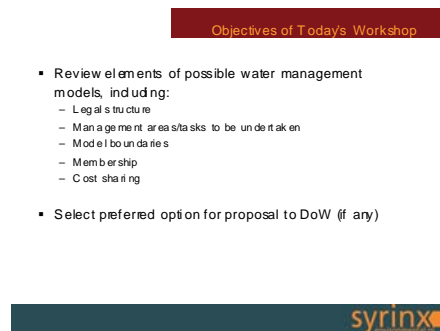 Objectives of Today's Workshop
▪ Review elements of possible water management
models, including:
– Legal structure
– Management areas/tasks to be undertaken
– Model boundaries
– Membership
– Cost sharing
▪ Select preferred option for proposal to DoW (if any)
syrinx